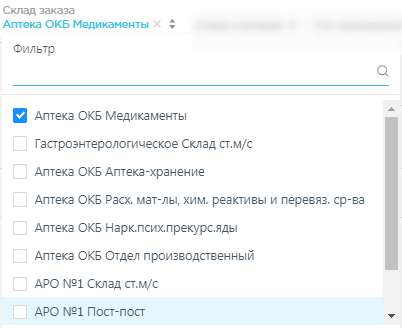 Склад заказа
Аптека ОКБ Медикаменты
Фильтр
Аптека ОКБ Медикаменты
Гастроэнтерологическое Склад ст.м/с
Аптека ОКБ Аптека-хранение
Аптека ОКБ Расх. мат-лы, хим. реактивы и перевяз. ср-ва
Аптека ОКБ Нарк.псих.прекурс.яды
Аптека ОКБ Отдел производственный
АРО №1 Склад ст.м/с
АРО №1 Пост-пост